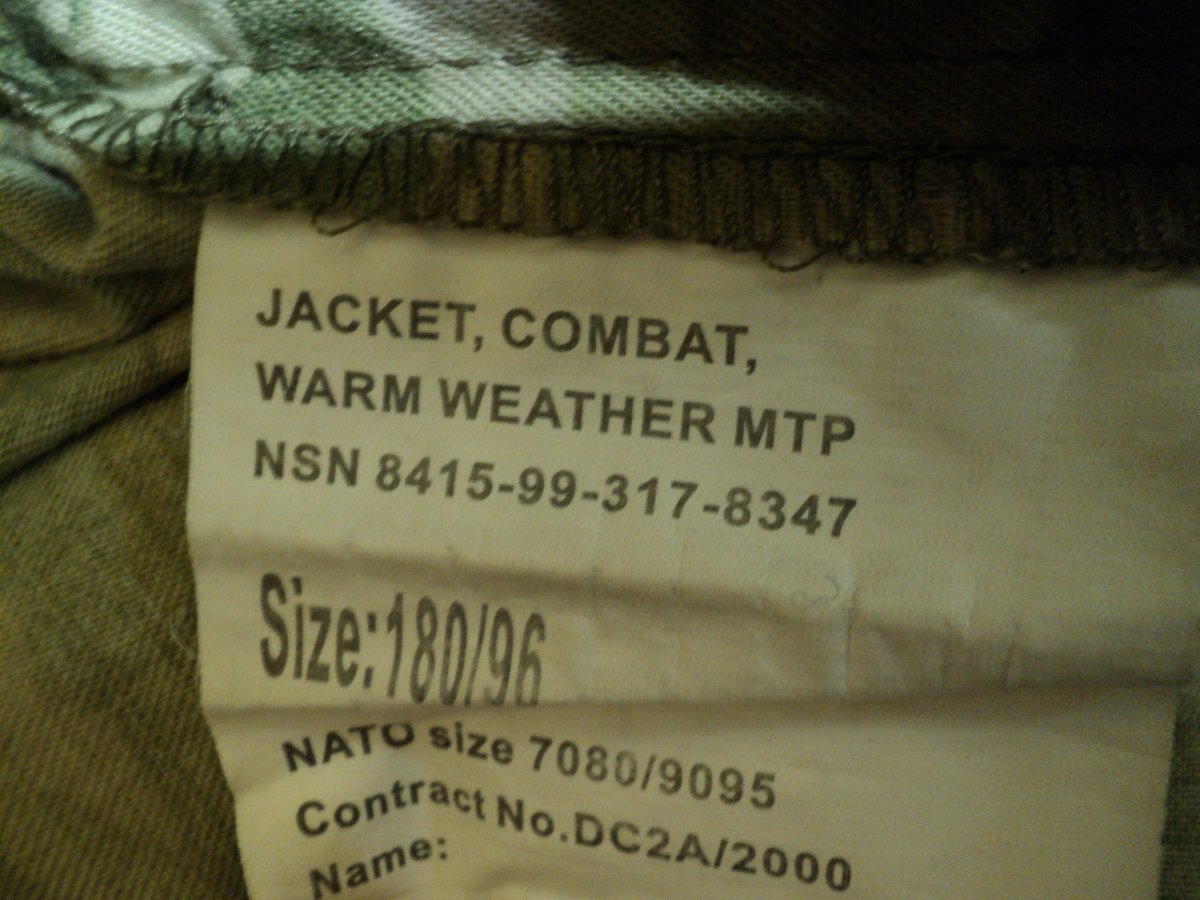 JACKET, COMBAT,
WARM WEATHER MTP
NSN 8415-99-317-8347
Size:180/96
NATO size 7080/9095
Contract No.DC2A/2000
Name: